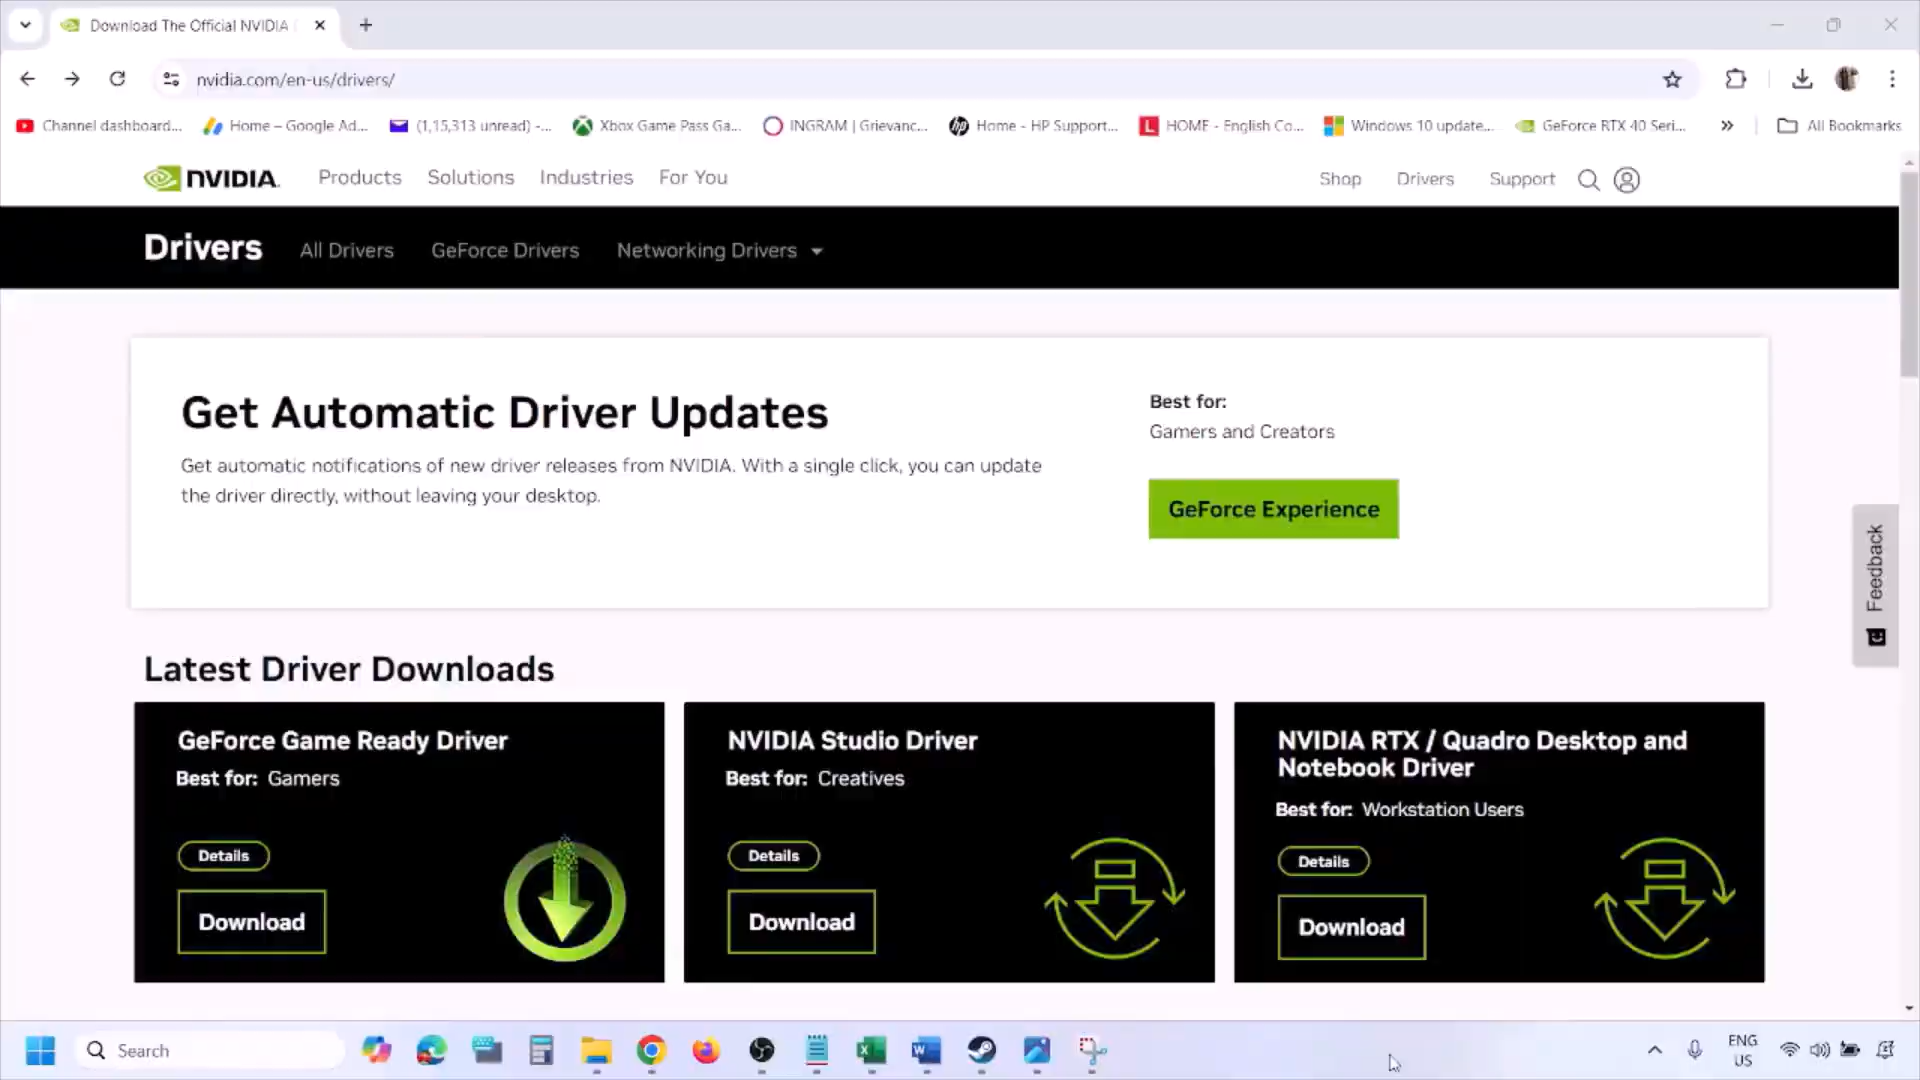 Download The Official NVIDIA
nvidia.com/en-us/drivers/
Channel dashboard...
Home – Google Ad...
(1,15,313 unread) -...
Xbox Game Pass Ga...
INGRAM | Grievanc...
Home - HP Support...
HOME - English Co...
Windows 10 update...
GeForce RTX 40 Seri...
All Bookmarks
NVIDIA.
Products
Solutions
Industries
For You
Shop
Drivers
Support
Drivers
All Drivers
GeForce Drivers
Networking Drivers
Get Automatic Driver Updates
Get automatic notifications of new driver releases from NVIDIA. With a single click, you can update
the driver directly, without leaving your desktop.
Best for:
Gamers and Creators
GeForce Experience
Feedback
Latest Driver Downloads
GeForce Game Ready Driver
Best for: Gamers
Details
Download
NVIDIA Studio Driver
Best for: Creatives
Details
Download
NVIDIA RTX / Quadro Desktop and
Notebook Driver
Best for: Workstation Users
Details
Download
Search
ENG
US